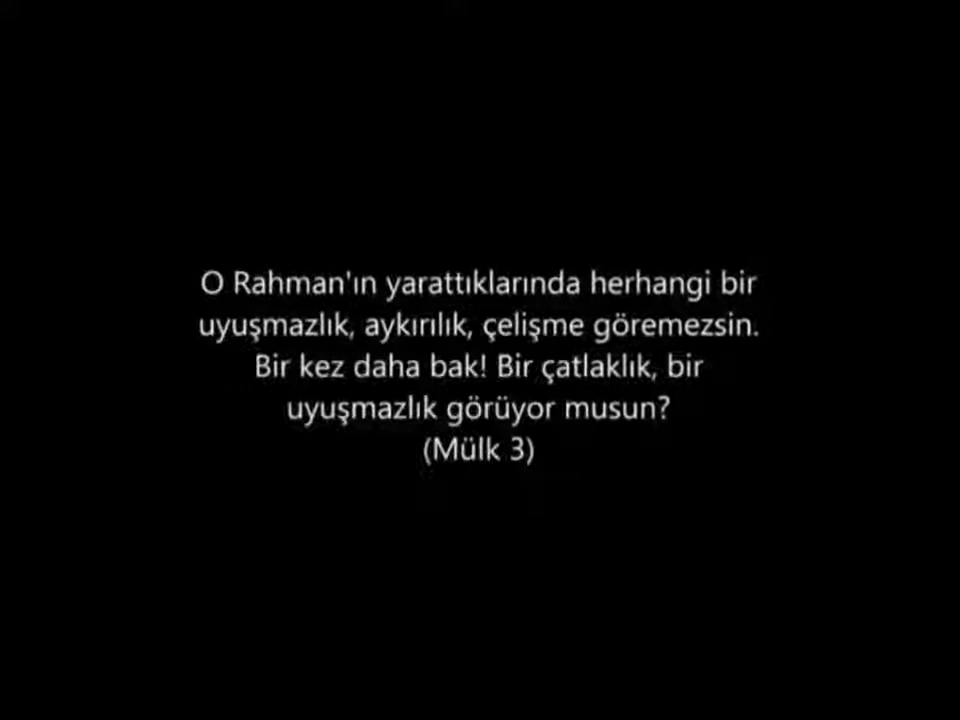 O Rahman'ın yarattıklarında herhangi bir
uyuşmazlık, aykırılık, çelişme göremezsin.
Bir kez daha bak! Bir çatlaklık, bir
uyuşmazlık görüyor musun?
(Mülk 3)